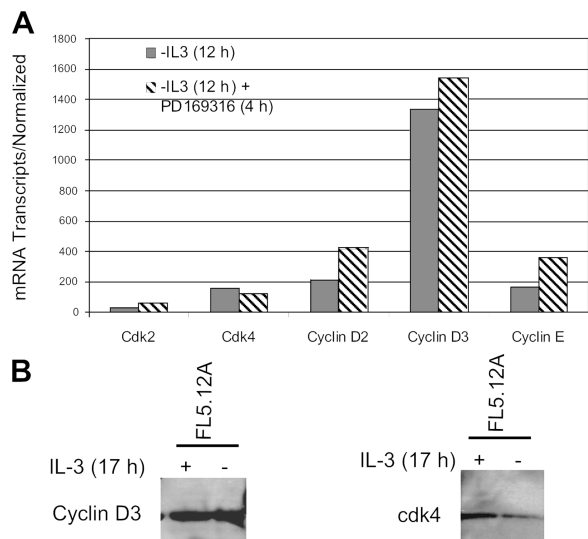 A
mRNA Transcripts/Normalized
1800
1600
1400
1200
1000
800
600
400
200
0
-IL3 (12 h)
-IL3 (12 h) +
PD169316 (4 h)
Cdk2 Cdk4 Cyclin D2 Cyclin D3 Cyclin E
B
FL5.12A
IL-3 (17 h) + -
Cyclin D3
FL5.12A
IL-3 (17 h) + -
cdk4